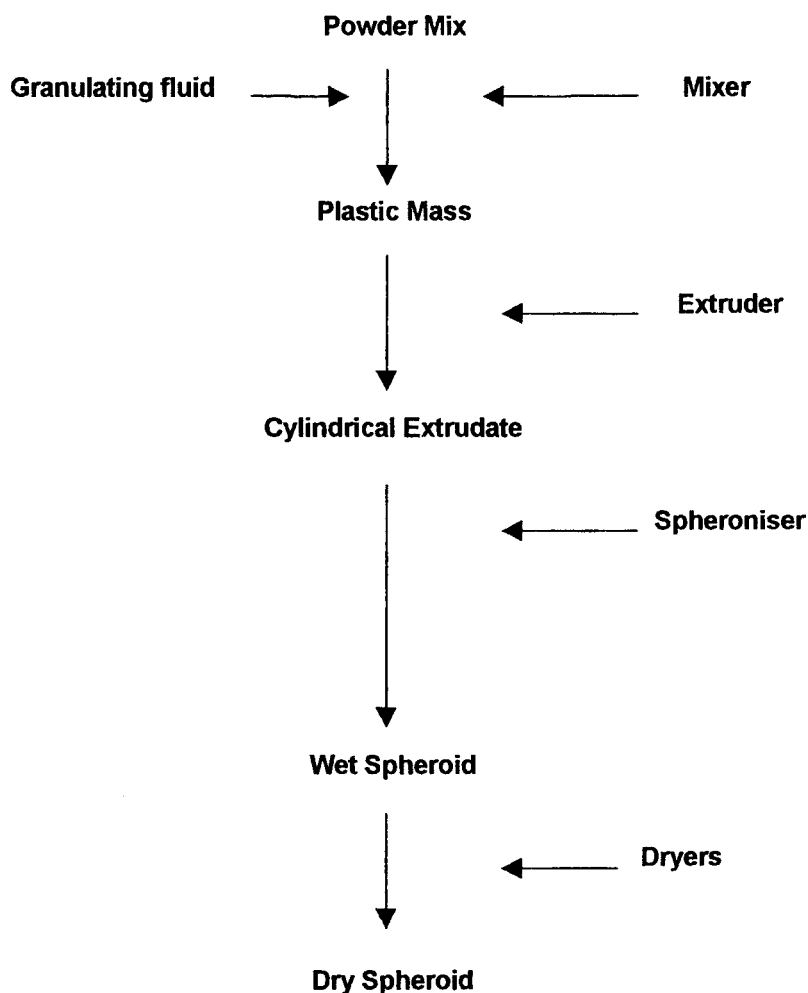 Powder Mix
Granulating fluid
Mixer
Plastic Mass
Extruder
Cylindrical Extrudate
Spheroniser
Wet Spheroid
Dryers
Dry Spheroid